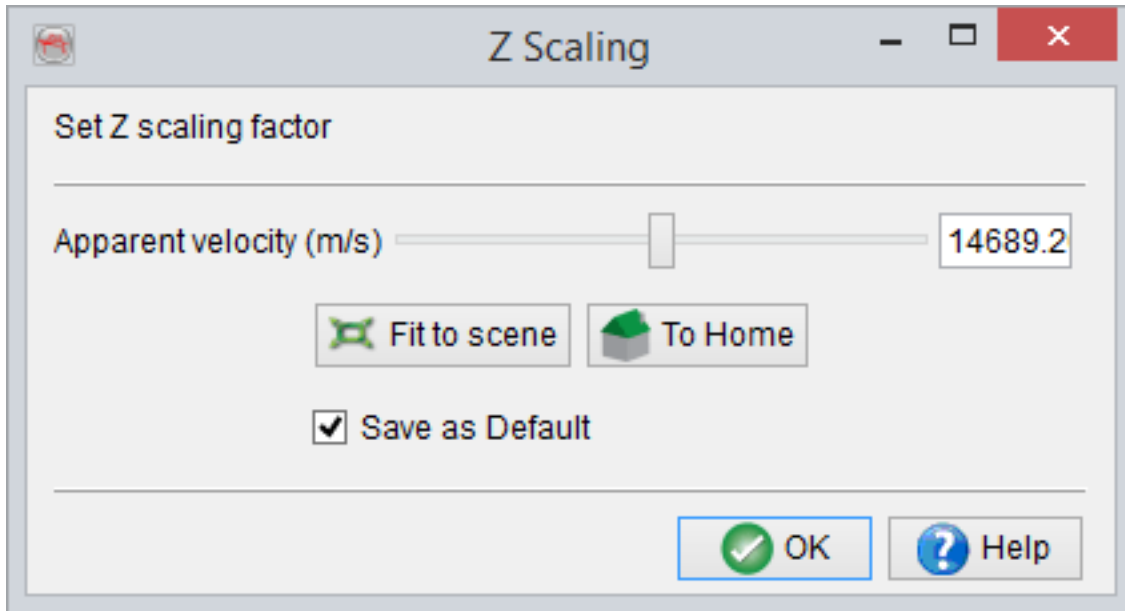 Z Scaling
Set Z scaling factor
Apparent velocity (m/s) 14689.2
Fit to scene To Home
Save as Default
OK Help